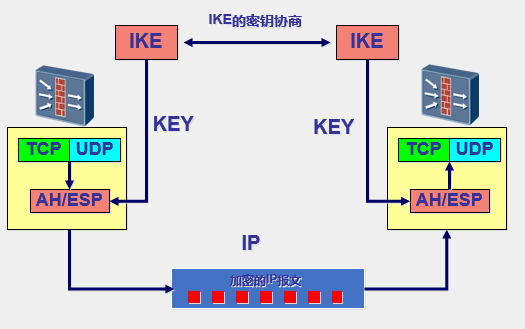 IKE的密钥协商
IKE
IKE
KEY
KEY
TCP
UDP
TCP
UDP
AH/ESP
AH/ESP
IP
加密的IP报文